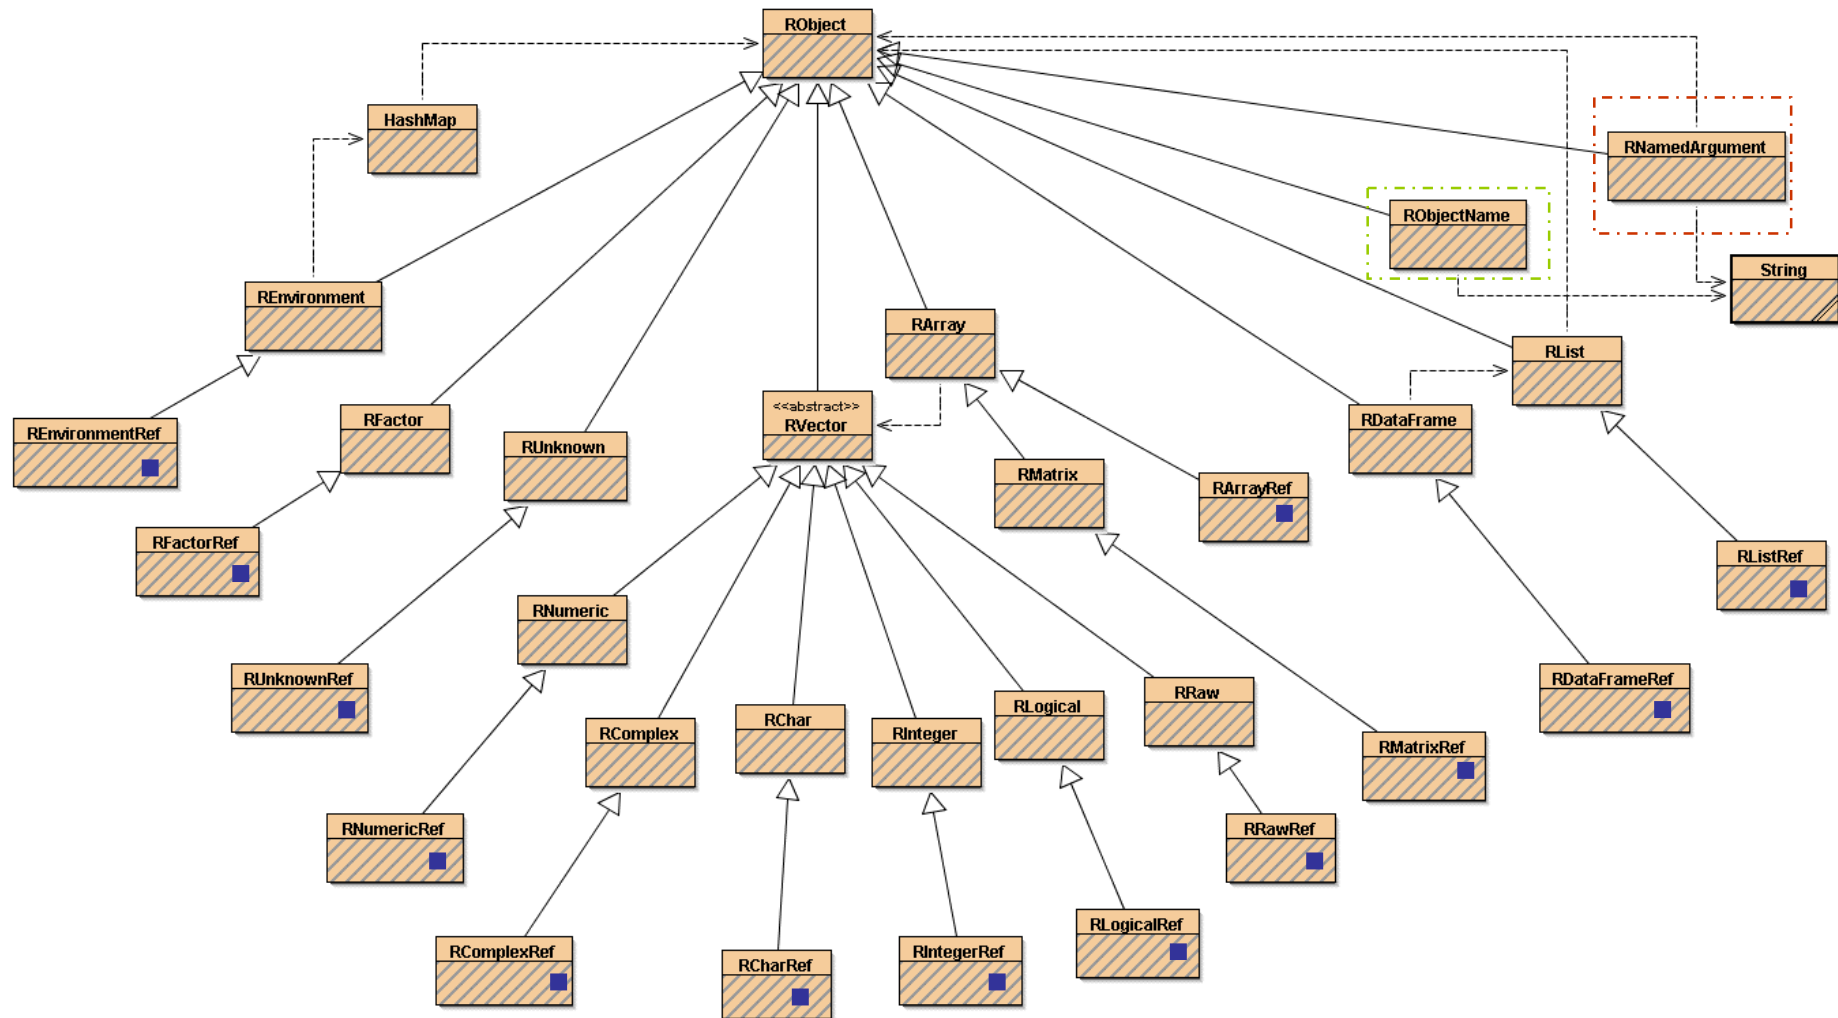 RObject
HashMap
RNamedArgument
RObjectName
String
REnvironment
RArray
RList
<<abstract>>
RVector
REnvironmentRef
RFactor
RUnknown
RDataFrame
RMatrix
RArrayRef
RFactorRef
RListRef
RNumeric
RUnknownRef
RDataFrameRef
RComplex
RChar
RInteger
RLogical
RRaw
RMatrixRef
RNumericRef
RRawRef
RComplexRef
RCharRef
RIntegerRef
RLogicalRef